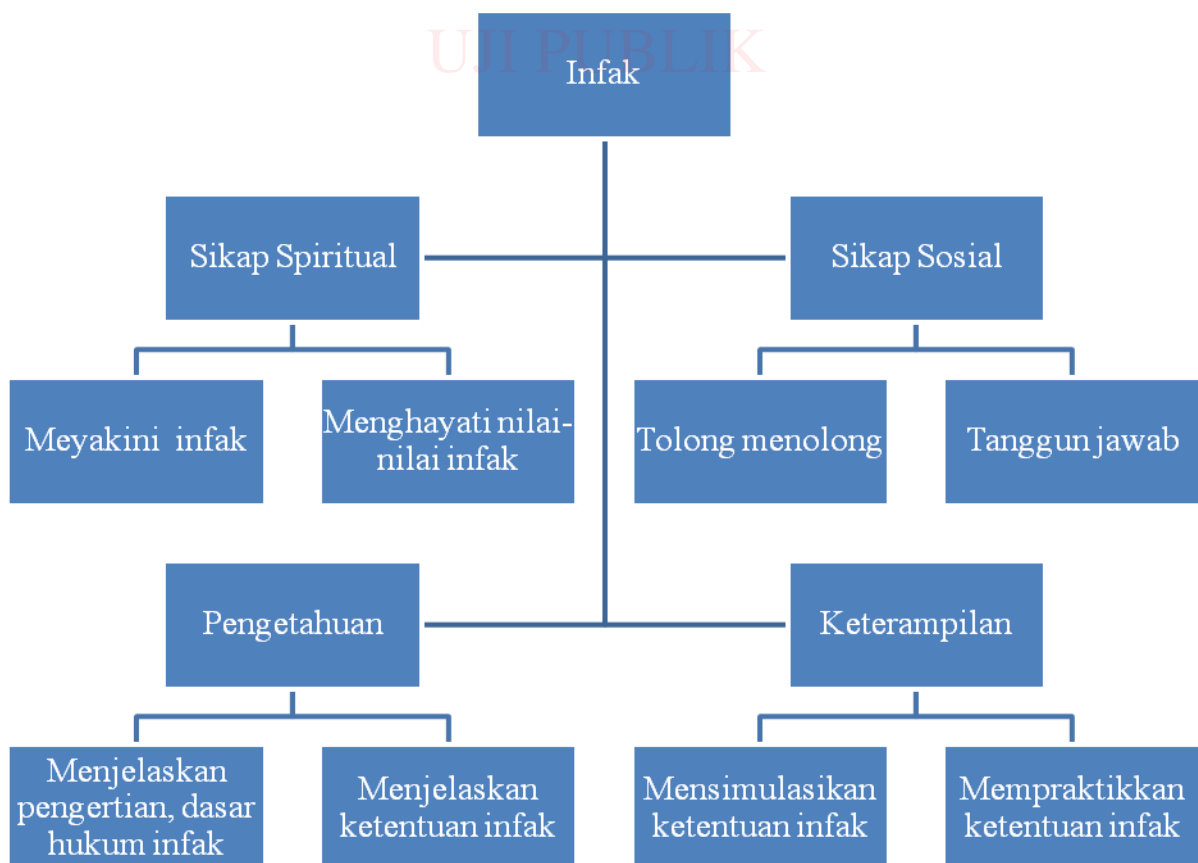 UJI PUBLIK
Infak
Sikap Spiritual
Sikap Sosial
Meyakini infak
Menghayati nilai-
nilai infak
Tolong menolong
Tanggun jawab
Pengetahuan
Keterampilan
Menjelaskan
pengertian, dasar
hukum infak
Menjelaskan
ketentuan infak
Mensimulasikan
ketentuan infak
Mempraktikkan
ketentuan infak